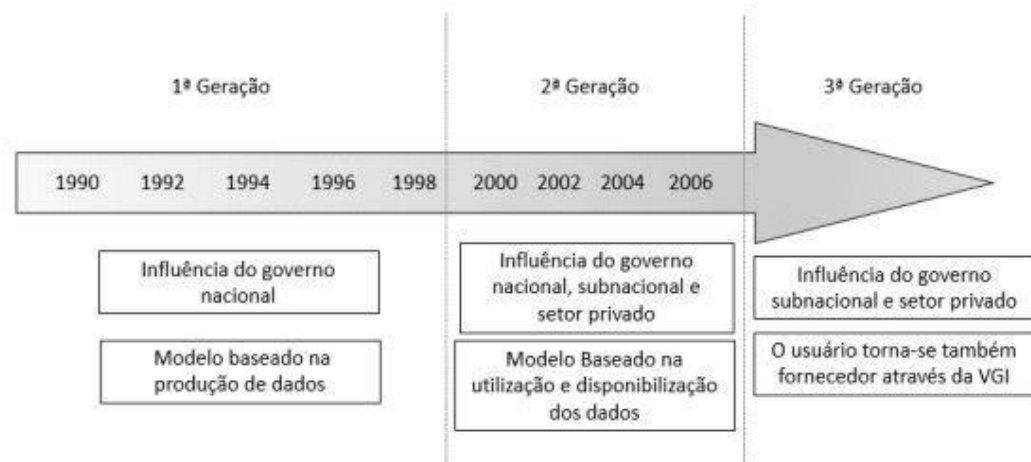 1ª Geração
2ª Geração
3ª Geração
1990 1992 1994 1996 1998 2000 2002 2004 2006
Influência do governo
nacional
Influência do governo
nacional, subnacional e
setor privado
Influência do governo
subnacional e setor privado
Modelo baseado na
produção de dados
Modelo Baseado na
utilização e disponibilização
dos dados
O usuário torna-se também
fornecedor através da VGI